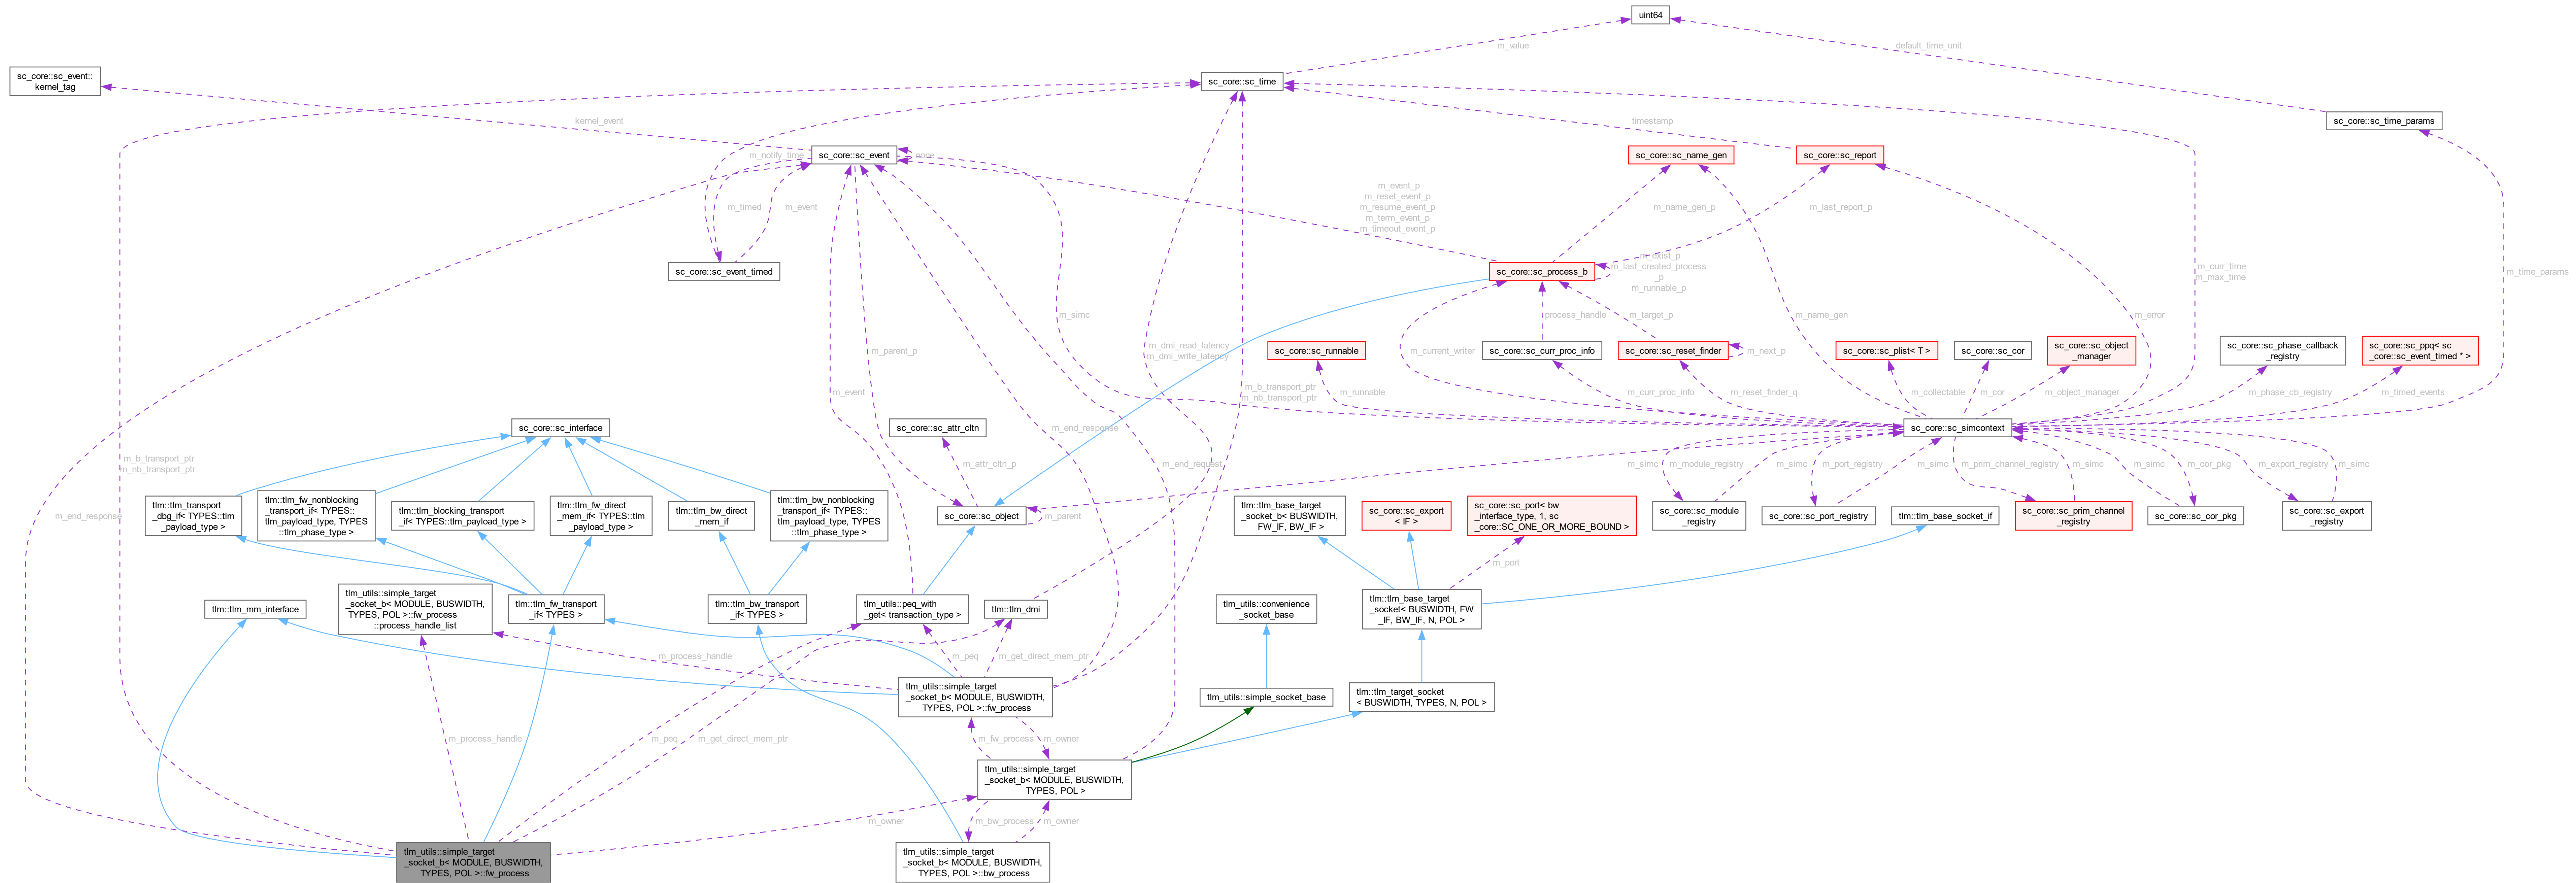 uint64
m_value
default_time_unit
sc_core::sc_event::
kernel_tag
sc_core::sc_time
sc_core::sc_time_params
kernel_event
timestamp
m_notify_time
sc_core::sc_event
none
sc_core::sc_name_gen
sc_core::sc_report
m_event_p
m_reset_event_p
m_resume_event_p
m_term_event_p
m_timeout_event_p
m_timed
m_event
m_name_gen_p
m_last_report_p
sc_core::sc_event_timed
sc_core::sc_process_b
m_exist_p
m_last_created_process
_p
m_runnable_p
m_curr_time
m_max_time
m_time_params
m_simc
process_handle
m_target_p
m_name_gen
m_error
m_parent_p
m_dmi_read_latency
m_dmi_write_latency
sc_core::sc_runnable
m_current_writer
sc_core::sc_curr_proc_info
sc_core::sc_reset_finder
m_next_p
sc_core::sc_plist< T >
sc_core::sc_cor
sc_core::sc_object
_manager
sc_core::sc_phase_callback
_registry
sc_core::sc_ppq< sc
_core::sc_event_timed * >
m_event
m_b_transport_ptr
m_nb_transport_ptr
m_runnable
m_curr_proc_info
m_reset_finder_q
m_collectable
m_cor
m_object_manager
m_phase_cb_registry
m_timed_events
sc_core::sc_interface
sc_core::sc_attr_cltn
m_end_response
sc_core::sc_simcontext
m_b_transport_ptr
m_nb_transport_ptr
m_attr_cltn_p
m_end_request
m_simc
m_module_registry
m_simc
m_port_registry
m_simc
m_prim_channel_registry
m_simc
m_simc
m_cor_pkg
m_export_registry
m_simc
m_end_response
tlm::tlm_transport
_dbg_if< TYPES::tlm
_payload_type >
tlm::tlm_fw_nonblocking
_transport_if< TYPES::
tlm_payload_type, TYPES
::tlm_phase_type >
tlm::tlm_blocking_transport
_if< TYPES::tlm_payload_type >
tlm::tlm_fw_direct
_mem_if< TYPES::tlm
_payload_type >
tlm::tlm_bw_direct
_mem_if
tlm::tlm_bw_nonblocking
_transport_if< TYPES::
tlm_payload_type, TYPES
::tlm_phase_type >
sc_core::sc_object
m_parent
tlm::tlm_base_target
_socket_b< BUSWIDTH,
FW_IF, BW_IF >
sc_core::sc_export
< IF >
sc_core::sc_port< bw
_interface_type, 1, sc
_core::SC_ONE_OR_MORE_BOUND >
sc_core::sc_module
_registry
sc_core::sc_port_registry
tlm::tlm_base_socket_if
sc_core::sc_prim_channel
_registry
sc_core::sc_cor_pkg
sc_core::sc_export
_registry
m_port
tlm::tlm_mm_interface
tlm_utils::simple_target
_socket_b< MODULE, BUSWIDTH,
TYPES, POL >::fw_process
::process_handle_list
tlm::tlm_fw_transport
_if< TYPES >
tlm::tlm_bw_transport
_if< TYPES >
tlm_utils::peq_with
_get< transaction_type >
tlm::tlm_dmi
tlm_utils::convenience
_socket_base
tlm::tlm_base_target
_socket< BUSWIDTH, FW
_IF, BW_IF, N, POL >
m_process_handle
m_peq
m_get_direct_mem_ptr
tlm_utils::simple_target
_socket_b< MODULE, BUSWIDTH,
TYPES, POL >::fw_process
tlm_utils::simple_socket_base
tlm::tlm_target_socket
< BUSWIDTH, TYPES, N, POL >
m_process_handle
m_peq
m_get_direct_mem_ptr
m_fw_process
m_owner
tlm_utils::simple_target
_socket_b< MODULE, BUSWIDTH,
TYPES, POL >
m_owner
m_bw_process
m_owner
tlm_utils::simple_target
_socket_b< MODULE, BUSWIDTH,
TYPES, POL >::fw_process
tlm_utils::simple_target
_socket_b< MODULE, BUSWIDTH,
TYPES, POL >::bw_process